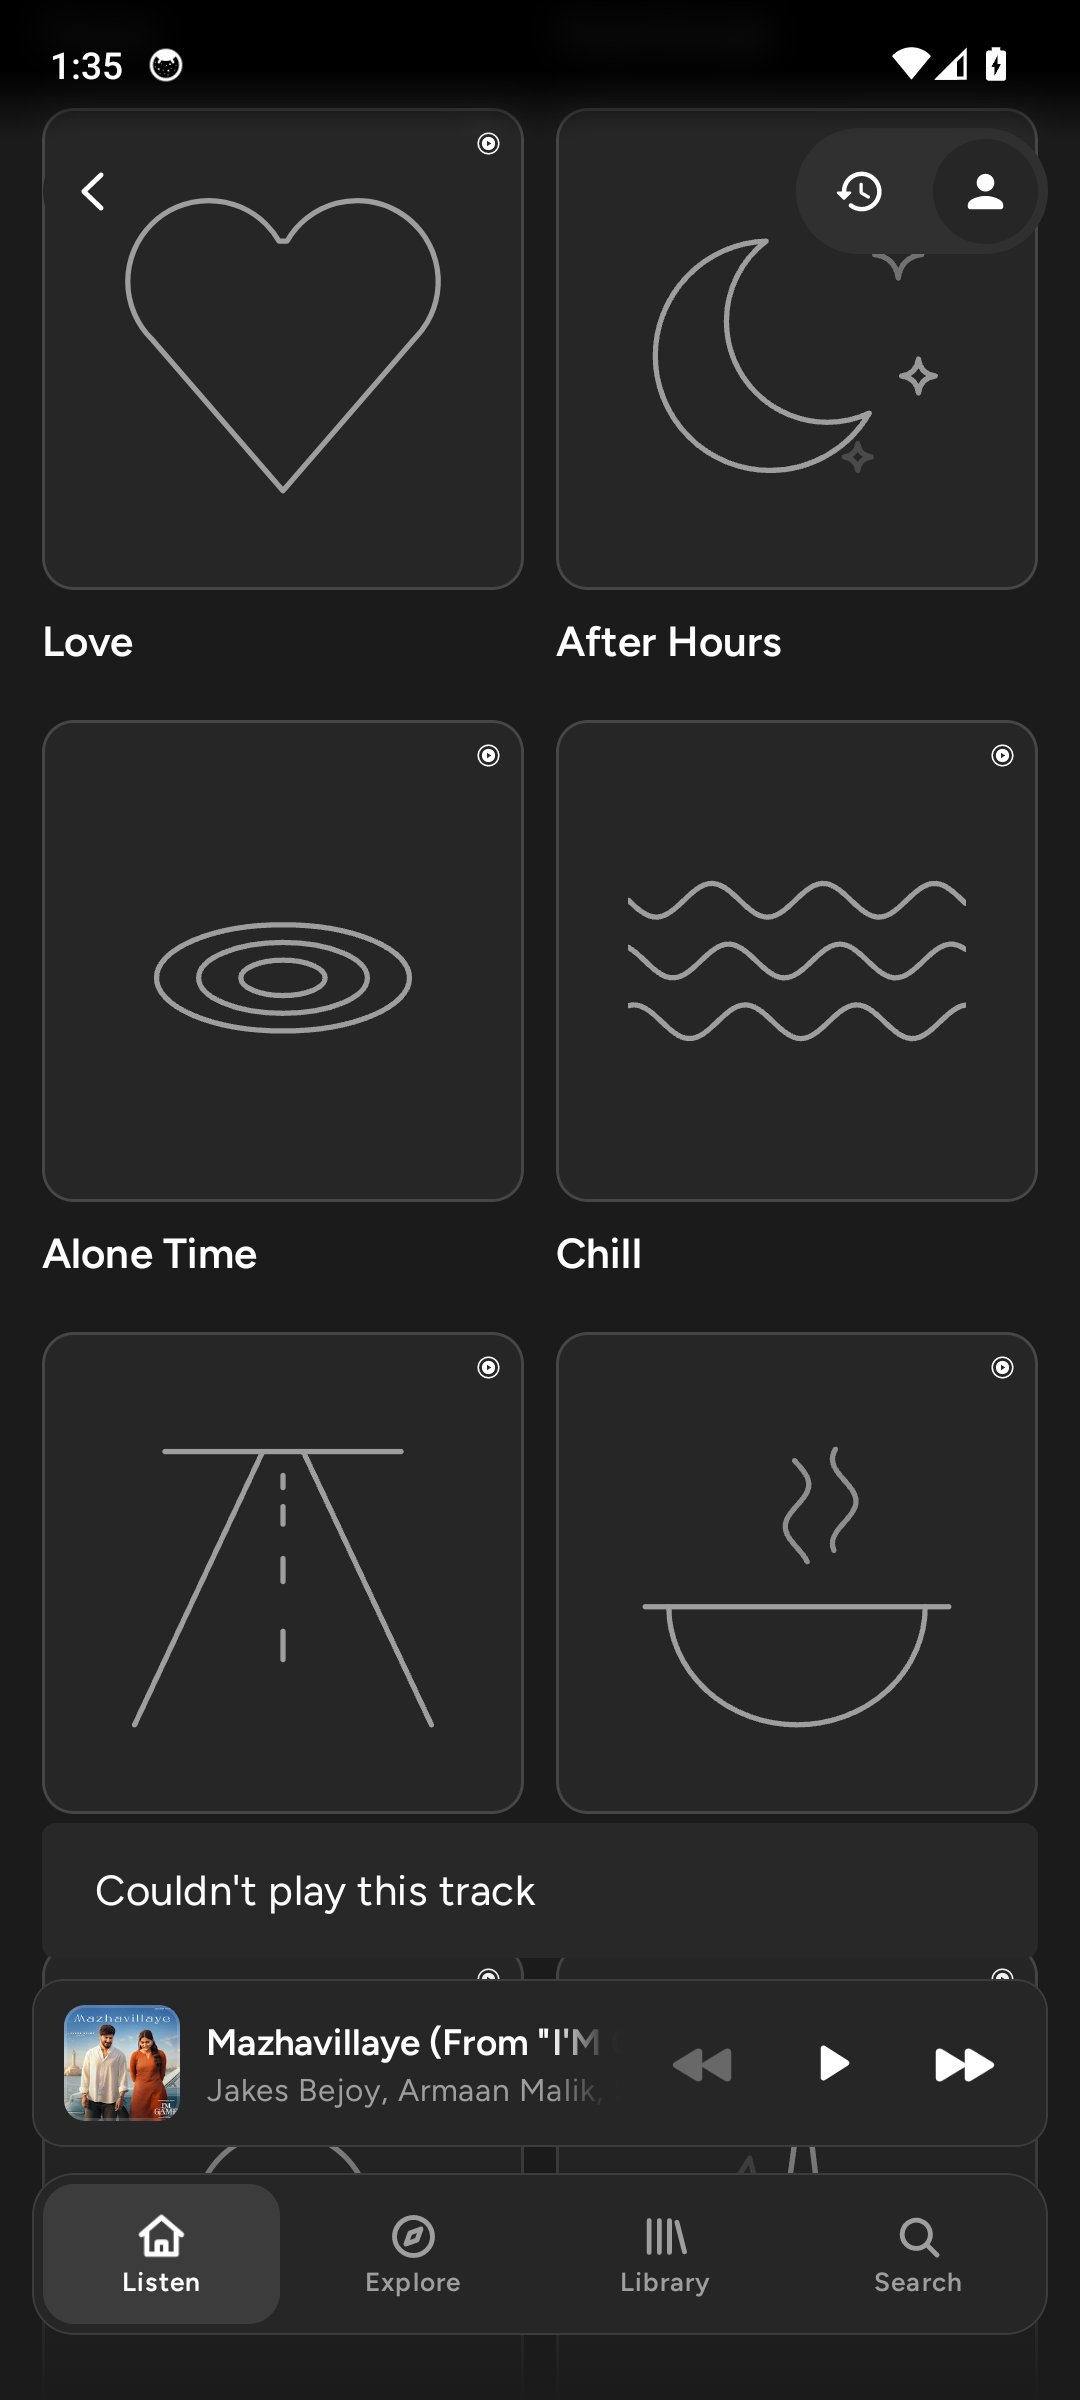 1:35
Love
After Hours
Alone Time
Chill
Couldn't play this track
Mazhavillaye
Mazhavillaye (From "I'M
Jakes Bejoy, Armaan Malik,
Listen
Explore
Library
Search